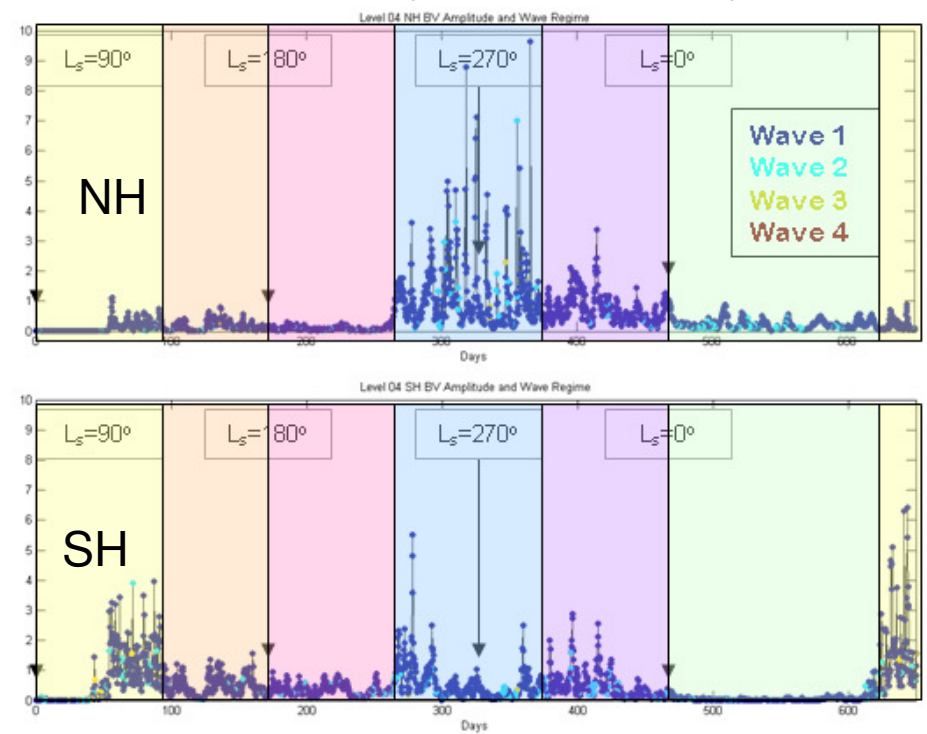 Level 04 NH BV Amplitude and Wave Regime
10
9
8
7
6
5
4
3
2
1
0
Ls=90º
Ls=180º
Ls=270º
Ls=0º
NH
Wave 1
Wave 2
Wave 3
Wave 4
0 100 200 300 400 500 600
Days
Level 04 SH BV Amplitude and Wave Regime
10
9
8
7
6
5
4
3
2
1
0
Ls=90º
Ls=180º
Ls=270º
Ls=0º
SH
0 100 200 300 400 500 600
Days